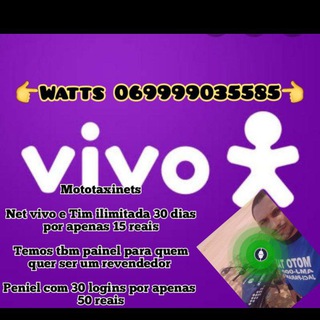 👉Watts 069999035585👈
vivo
Mototaxinets
Net vivo e Tim ilimitada 30 dias
por apenas 15 reais
Temos tbm painel para quem
quer ser um revendedor
Peniel com 30 logins por apenas
50 reais
MOTO